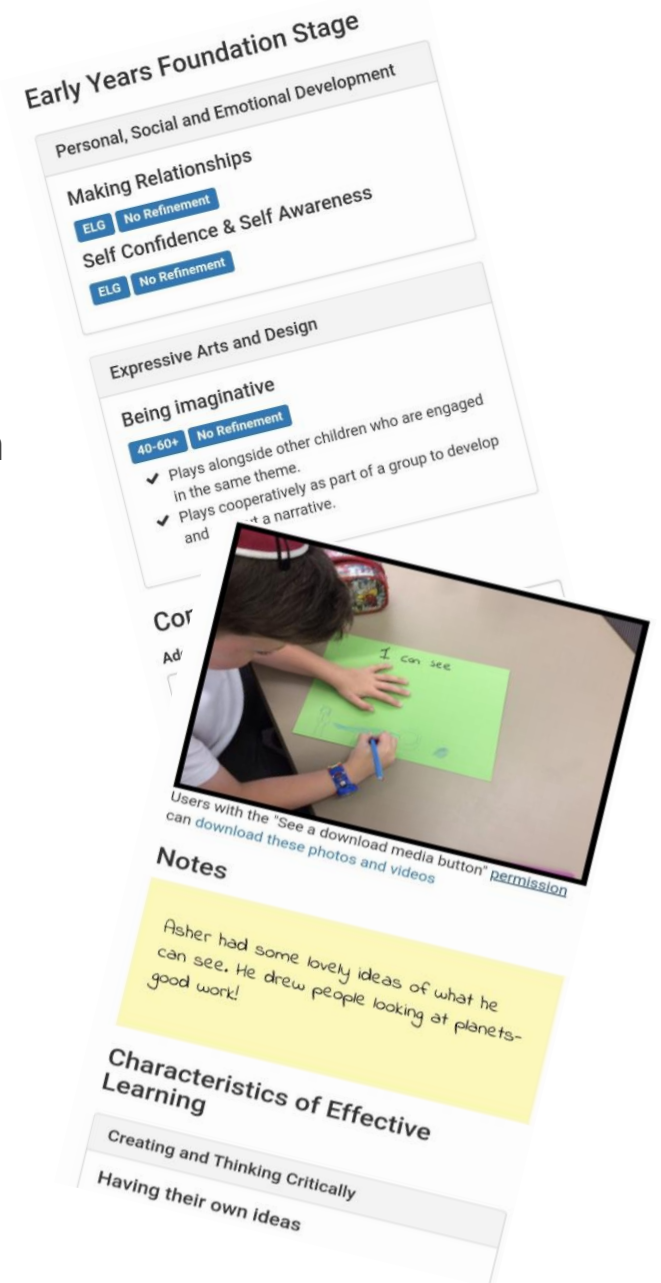 Early Years Foundation Stage
Personal, Social and Emotional Development
Making Relationships
ELG No Refinement
Self Confidence & Self Awareness
ELG No Refinement
Expressive Arts and Design
Being imaginative
40-60+ No Refinement
Plays alongside other children who are engaged
in the same theme.
Plays cooperatively as part of a group to develop
and a narrative.
I can see
Users with the "See a download media button" permission
can download these photos and videos
Notes
Asher had some lovely ideas of what he
can see. He drew people looking at planets-
good work!
Characteristics of Effective
Learning
Creating and Thinking Critically
Having their own ideas